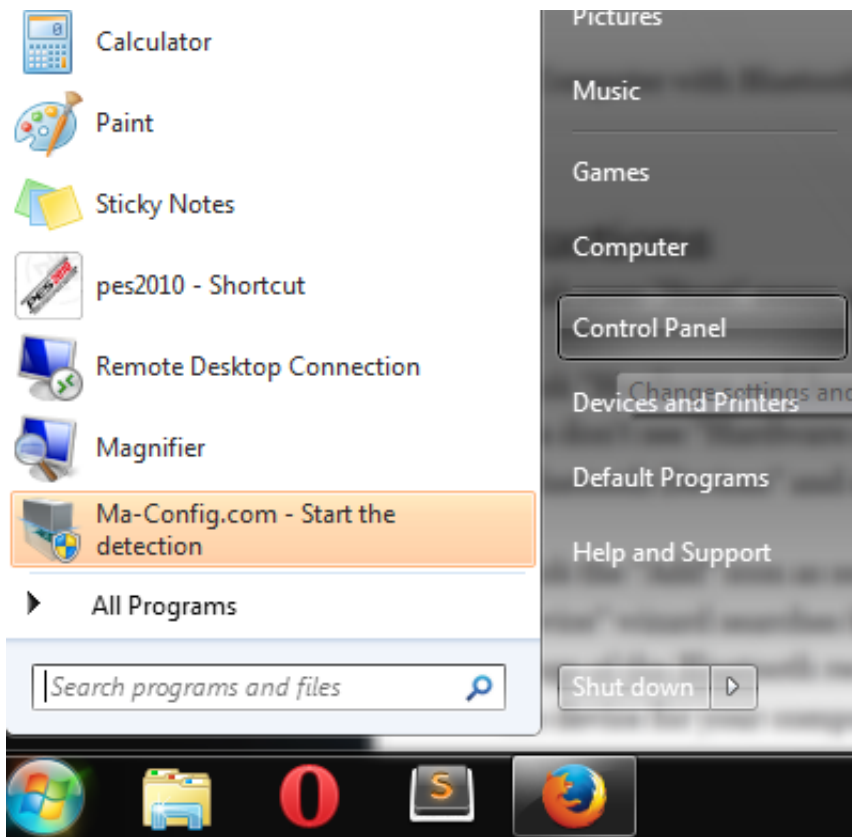 Calculator
Paint
Sticky Notes
pes2010 - Shortcut
Remote Desktop Connection
Magnifier
Ma-Config.com - Start the
detection
All Programs
Search programs and files
Pictures
Music
Games
Computer
Control Panel
Change settings and
Devices and Printers
Default Programs
Help and Support
Shut down